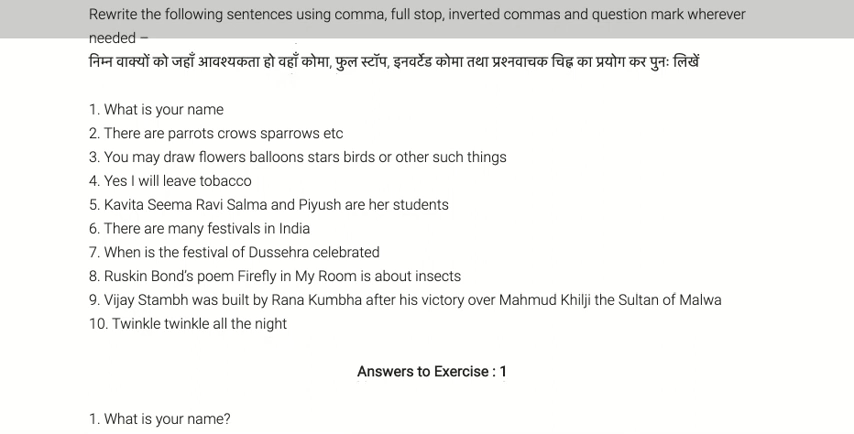 Rewrite the following sentences using comma, full stop, inverted commas and question mark wherever
needed –
निम्न वाक्यों को जहाँ आवश्यकता हो वहाँ कोमा, फुल स्टॉप, इनवर्टेड कोमा तथा प्रश्नवाचक चिह्न का प्रयोग कर पुनः लिखें
1. What is your name
2. There are parrots crows sparrows etc
3. You may draw flowers balloons stars birds or other such things
4. Yes I will leave tobacco
5. Kavita Seema Ravi Salma and Piyush are her students
6. There are many festivals in India
7. When is the festival of Dussehra celebrated
8. Ruskin Bond's poem Firefly in My Room is about insects
9. Vijay Stambh was built by Rana Kumbha after his victory over Mahmud Khilji the Sultan of Malwa
10. Twinkle twinkle all the night
Answers to Exercise : 1
1. What is your name?